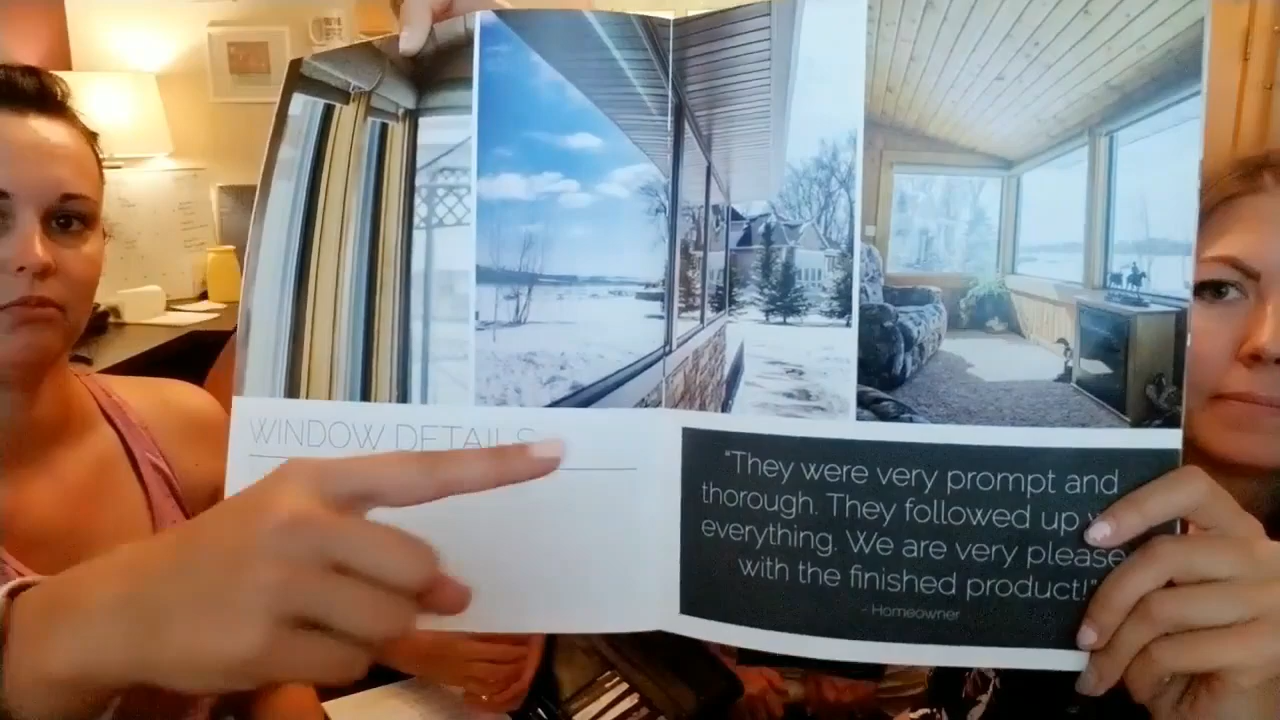 WINDOW DETAILS
"They were very prompt and
thorough. They followed up
everything. We are very please
with the finished product!"
- Homeowner